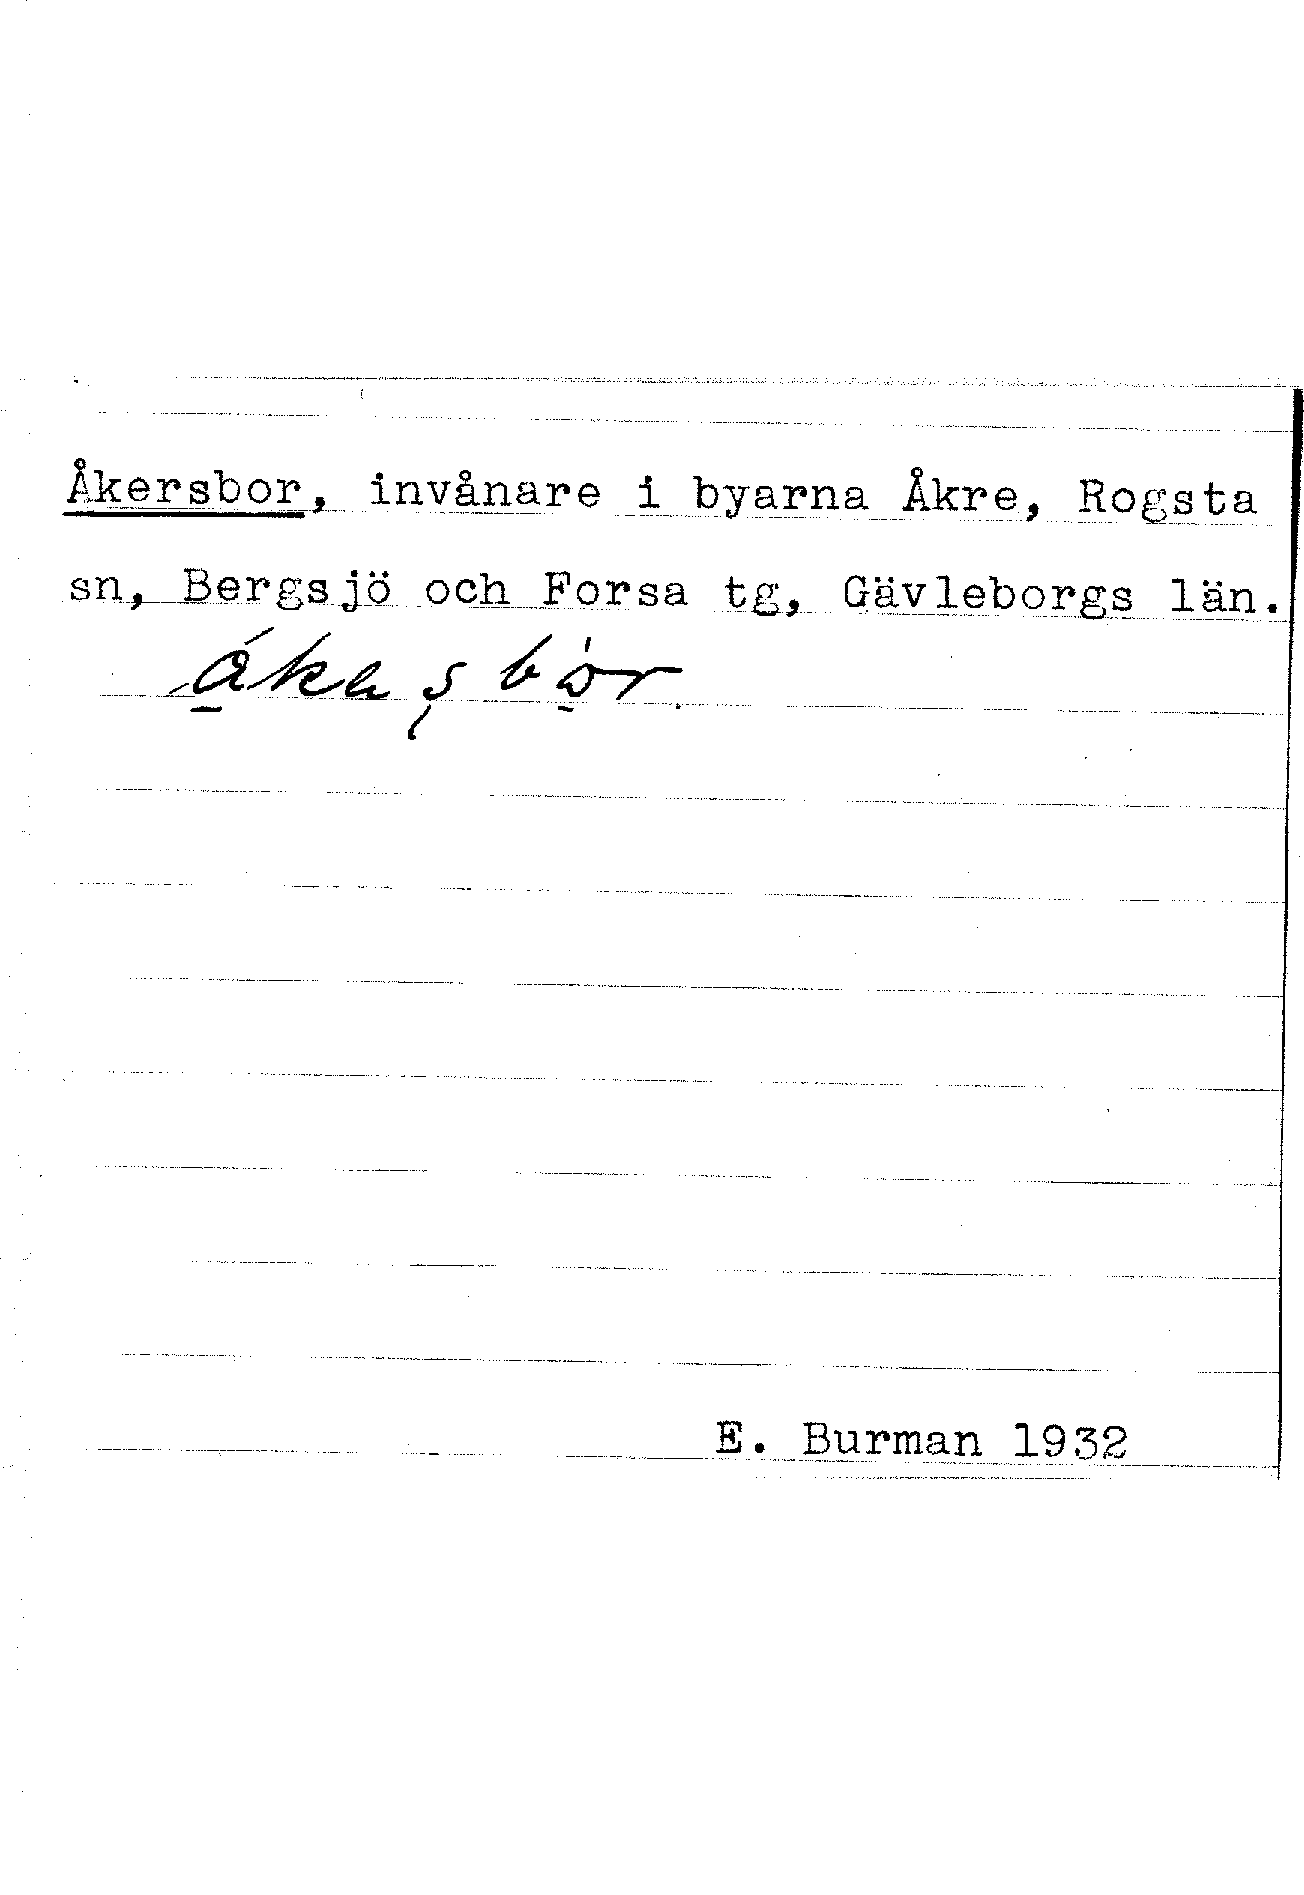 Åkersbor, invånare i byarna Åkre, Rogsta
sn, Bergsjö och Forsa tg, Gävleborgs län.
E. Burman 1932